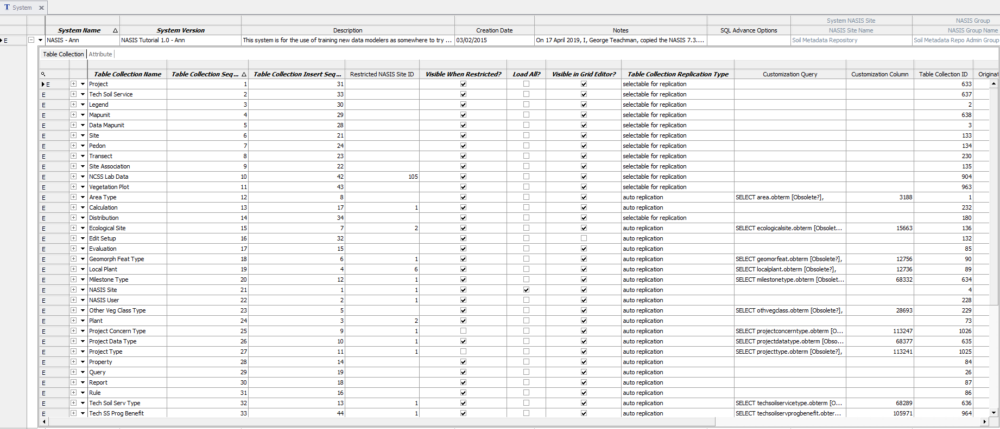 T System x
System NASIS Site NASIS Group
System Name System Version Description Creation Date Notes SQL Advance Options NASIS Site Name NASIS Group Name
E NASIS - Ann NASIS Tutorial 1.0 - Ann This system is for the use of training new data modelers as somewhere to try ... 03/02/2015 On 17 April 2019, I, George Teachman, copied the NASIS 7.3.... Soil Metadata Repository Soil Metadata Repo Admin Group
Table Collection Attribute
Table Collection Name Table Collection Seq ... Table Collection Insert Seq... Restricted NASIS Site ID Visible When Restricted? Load All? Visible in Grid Editor? Table Collection Replication Type Customization Query Customization Column Table Collection ID Originat
E Project 1 31 selectable for replication 633
E Tech Soil Service 2 33 selectable for replication 637
E Legend 3 30 selectable for replication 2
E Mapunit 4 29 selectable for replication 638
E Data Mapunit 5 28 selectable for replication 3
E Site 6 21 selectable for replication 133
E Pedon 7 24 selectable for replication 134
E Transect 8 23 selectable for replication 230
E Site Association 9 22 selectable for replication 135
E NCSS Lab Data 10 42 105 selectable for replication 904
E Vegetation Plot 11 43 selectable for replication 963
E Area Type 12 8 auto replication SELECT area.obterm [Obsolete?], 3188 1
E Calculation 13 17 1 auto replication 232
E Distribution 14 34 selectable for replication 180
E Ecological Site 15 7 2 auto replication SELECT ecologicalsite.obterm [Obsolet... 15663 136
E Edit Setup 16 32 auto replication 132
E Evaluation 17 15 auto replication 85
E Geomorph Feat Type 18 6 1 auto replication SELECT geomorfeat.obterm [Obsolete?], 12756 90
E Local Plant 19 4 6 auto replication SELECT localplant.obterm [Obsolete?], 12736 89
E Milestone Type 20 12 1 auto replication SELECT milestonetype.obterm [Obsolet... 68332 634
E NASIS Site 21 1 1 auto replication 4
E NASIS User 22 2 1 auto replication 228
E Other Veg Class Type 23 5 auto replication SELECT othvegclass.obterm [Obsolete?], 28693 229
E Plant 24 3 2 auto replication 73
E Project Concern Type 25 9 1 auto replication SELECT projectconcerntype.obterm [O... 113247 1026
E Project Data Type 26 10 1 auto replication SELECT projectdatatype.obterm [Obso... 68377 635
E Project Type 27 11 1 auto replication SELECT projecttype.obterm [Obsolete?], 113241 1025
E Property 28 14 auto replication 84
E Query 29 19 auto replication 26
E Report 30 18 auto replication 87
E Rule 31 16 auto replication 86
E Tech Soil Serv Type 32 13 1 auto replication SELECT techsoilservicetype.obterm [O... 68289 636
E Tech SS Prog Benefit 33 44 1 auto replication SELECT techsoilservprogbenefit.obter... 105971 964